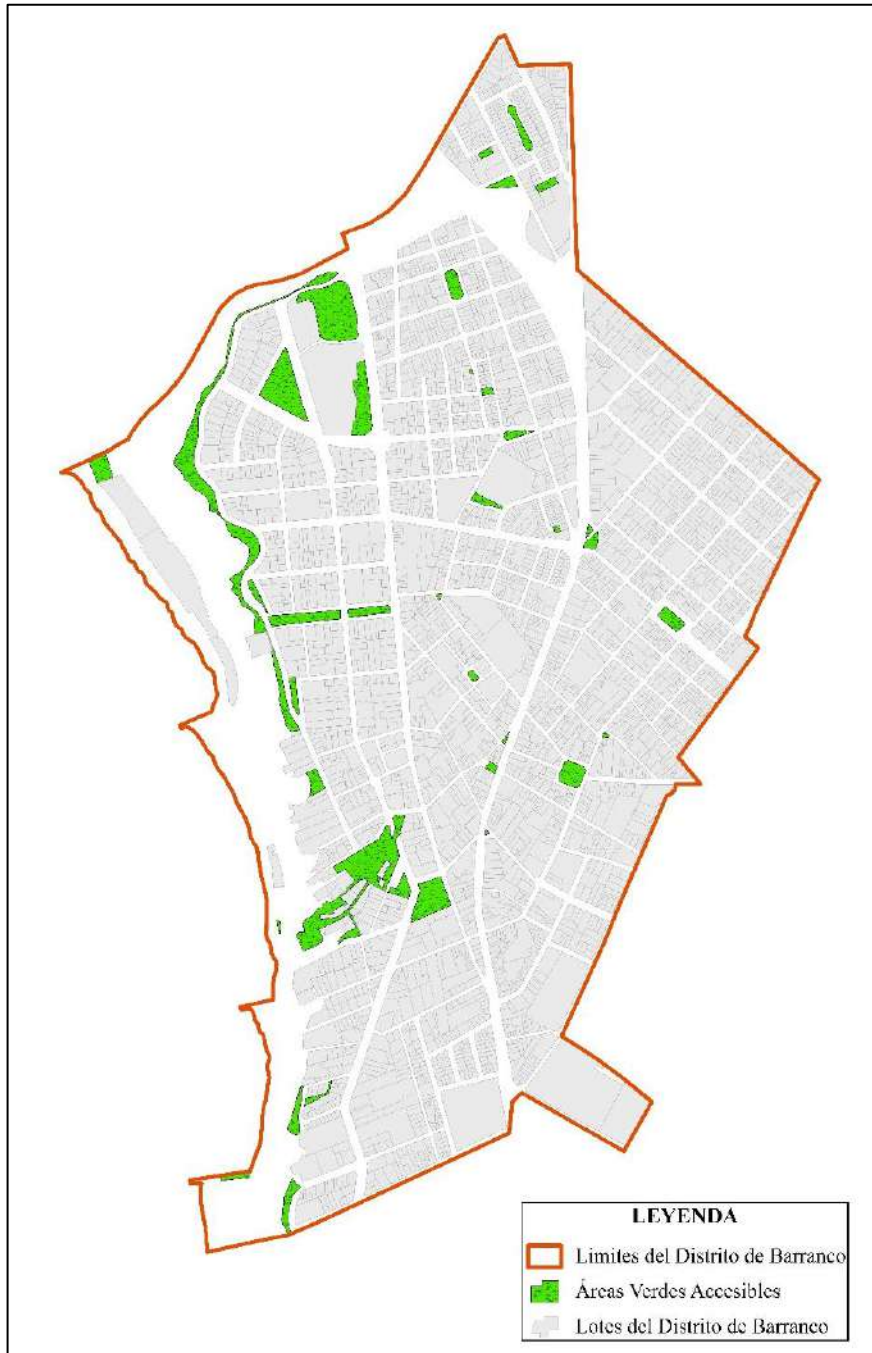 LEYENDA
Limites del Distrito de Barranco
Áreas Verdes Accesibles
Lotes del Distrito de Barranco